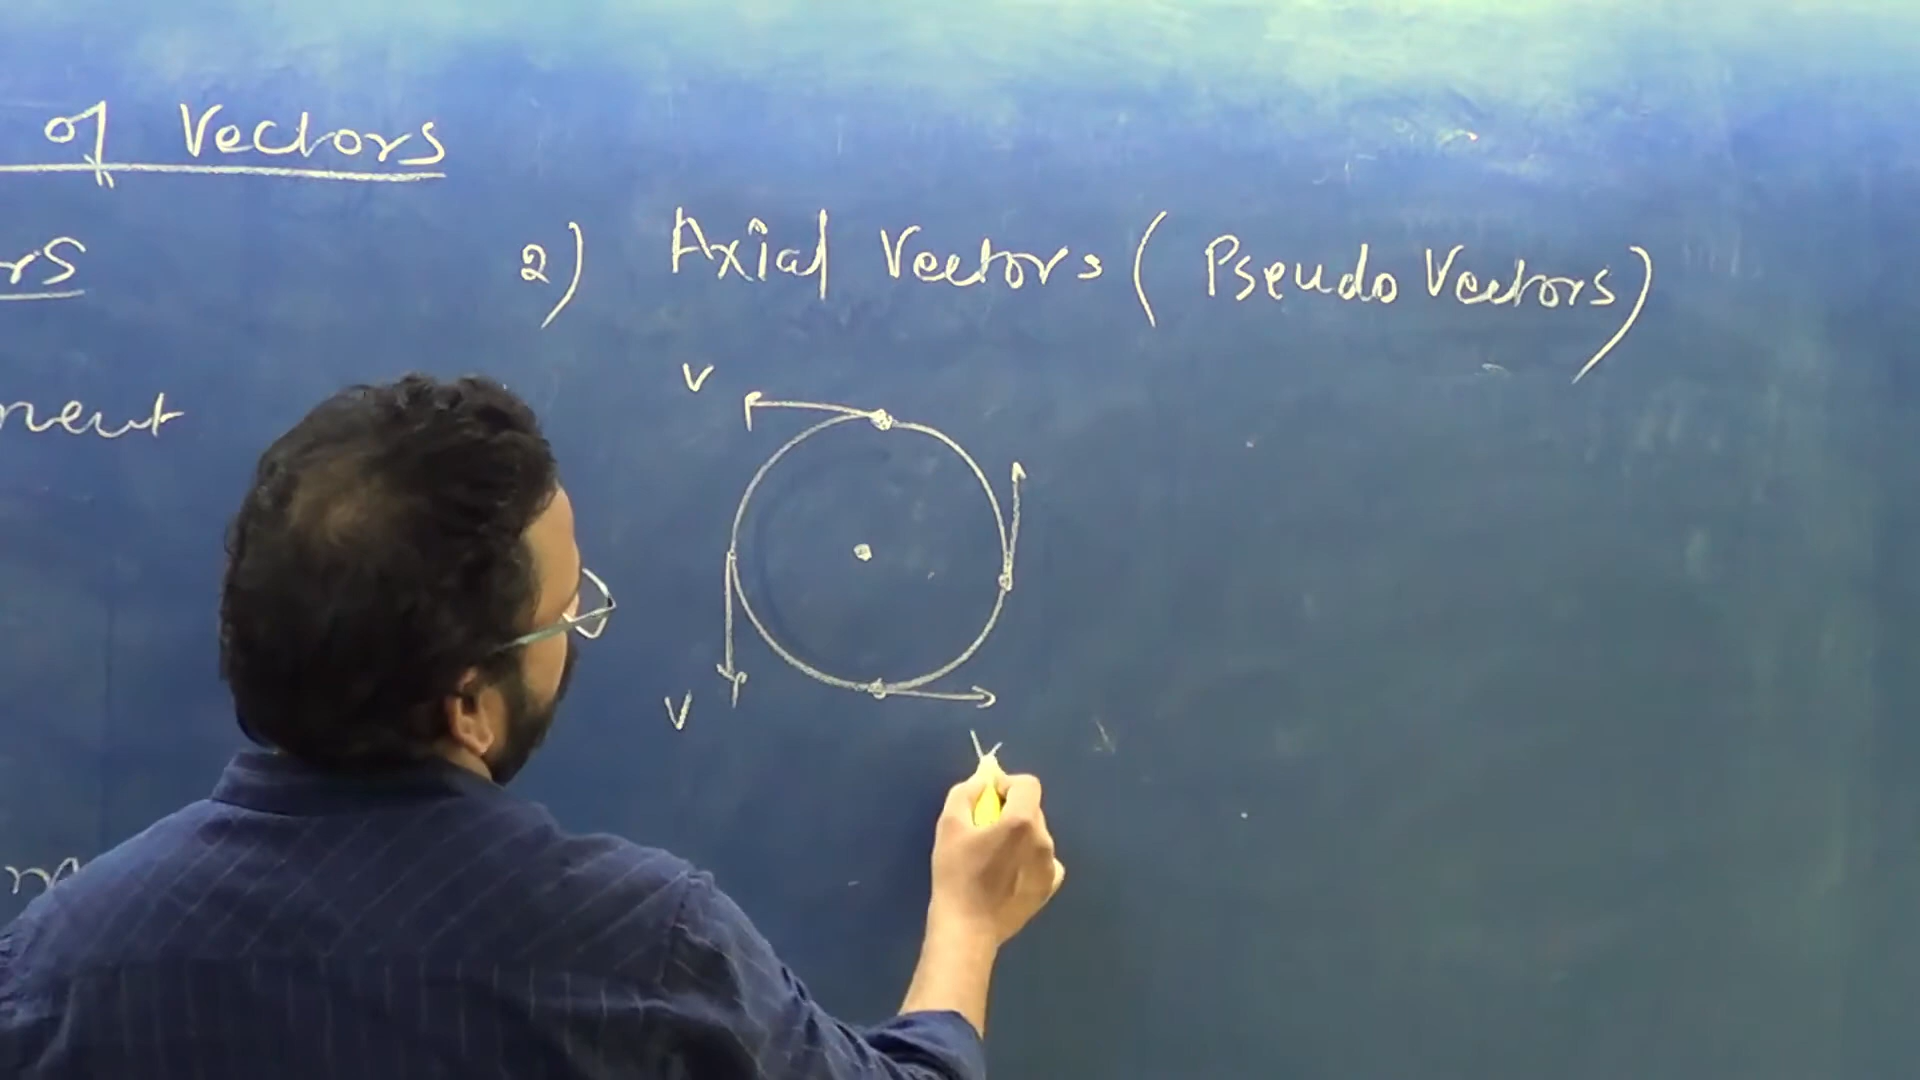 of Vectors
rs
2) Axial Vectors (Pseudo Vectors)
nent
V
V
V